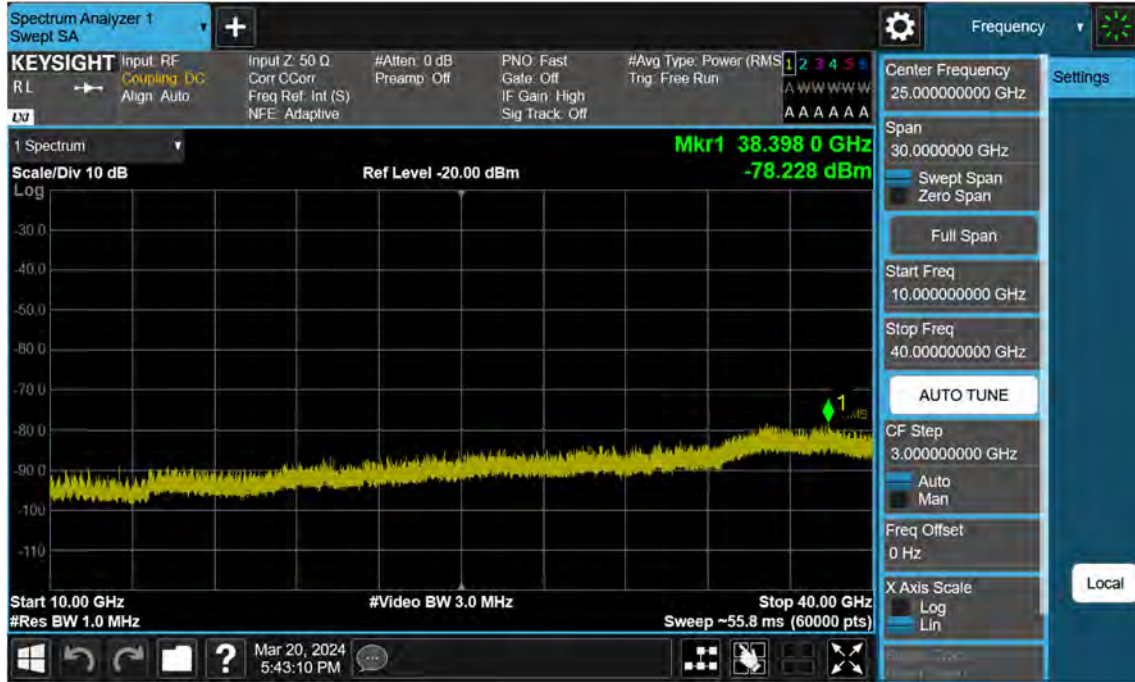 Spectrum Analyzer 1
Swept SA
Frequency
KEYSIGHT
R L
LXI
Input: RF
Coupling: DC
Align: Auto
Input Z: 50 Ω
Corr CCorr
Freq Ref: Int (S)
NFE: Adaptive
#Atten: 0 dB
Preamp: Off
PNO: Fast
Gate: Off
IF Gain: High
Sig Track: Off
#Avg Type: Power (RMS
Trig: Free Run
1 2 3 4 5 6
A W W W W W
A A A A A A
1 Spectrum
Scale/Div 10 dB
Ref Level -20.00 dBm
Mkr1 38.398 0 GHz
-78.228 dBm
Log
-30.0
-40.0
-50.0
-60.0
-70.0
-80.0
-90.0
-100
-110
1
Start 10.00 GHz
#Res BW 1.0 MHz
#Video BW 3.0 MHz
Stop 40.00 GHz
Sweep ~55.8 ms (60000 pts)
Center Frequency
25.000000000 GHz
Span
30.0000000 GHz
Swept Span
Zero Span
Full Span
Start Freq
10.000000000 GHz
Stop Freq
40.000000000 GHz
AUTO TUNE
CF Step
3.000000000 GHz
Auto
Man
Freq Offset
0 Hz
X Axis Scale
Log
Lin
Settings
Local
?
Mar 20, 2024
5:43:10 PM